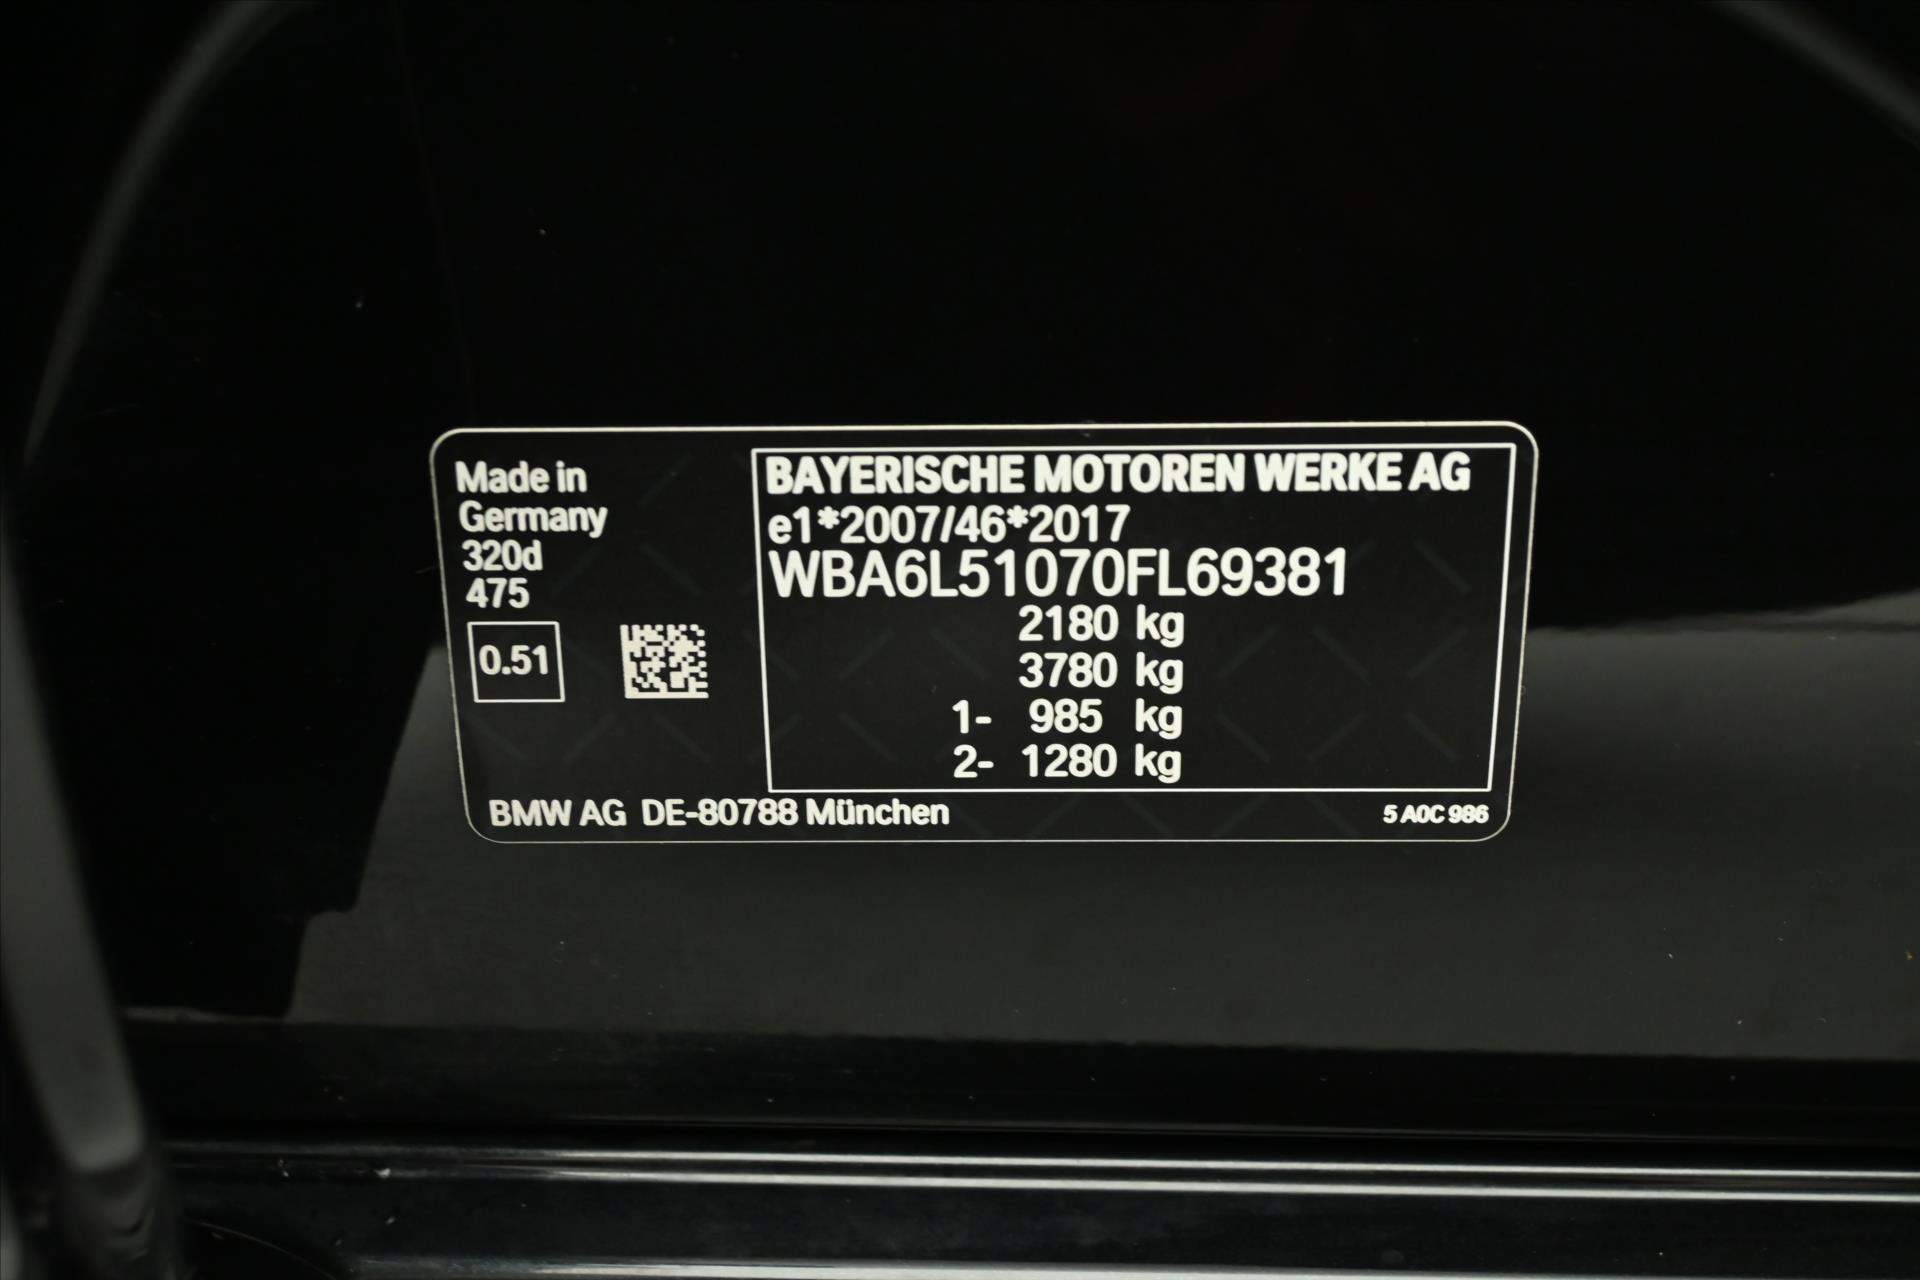 Made in
Germany
320d
475
0.51
BAYERISCHE MOTOREN WERKE AG
e1*2007/46*2017
WBA6L51070FL69381
2180 kg
3780 kg
1- 985 kg
2- 1280 kg
BMW AG DE-80788 München
5 A0C 986